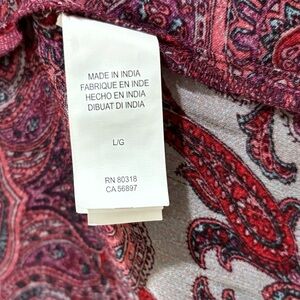 MADE IN INDIA
FABRIQUE EN INDE
HECHO EN INDIA
DIBUAT DI INDIA
L/G
RN 80318
CA 56897